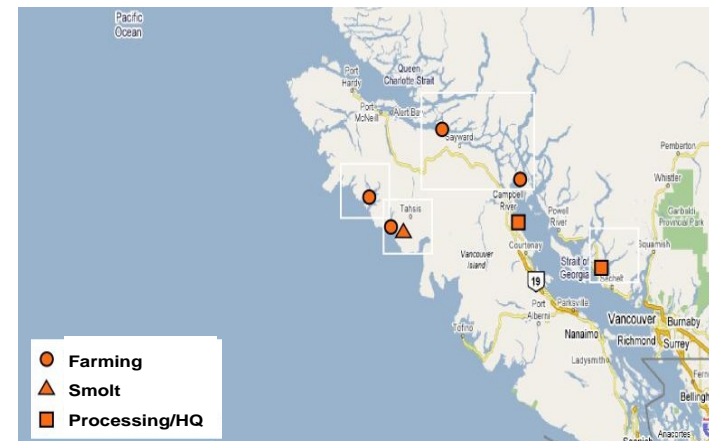 Pacific
Ocean
Queen
Charlotte Strait
Port
Hardy
Port
McNeill
Alert Bay
Sayward
Pemberton
Whistler
Garibaldi
Provincial Park
Campbell
River
Powell
River
Tahsis
Squamish
Courtenay
Vancouver
Island
Strait of
Georgia
Sechelt
19
Port
Alberni
Parksville
Vancouver
Burnaby
Nanaimo
Richmond
Surrey
Tofino
Ladysmith
Bellingh
Anacortes
Farming
Smolt
Processing/HQ